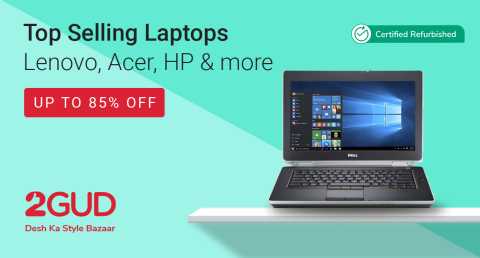 Top Selling Laptops
Lenovo, Acer, HP & more
UP TO 85% OFF
Certified Refurbished
DELL
2GUD
Desh Ka Style Bazaar